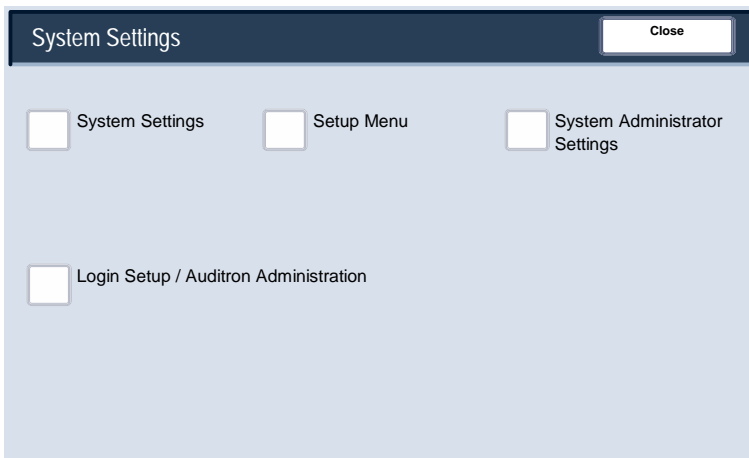 System Settings
Close
System Settings
Setup Menu
System Administrator
Settings
Login Setup / Auditron Administration